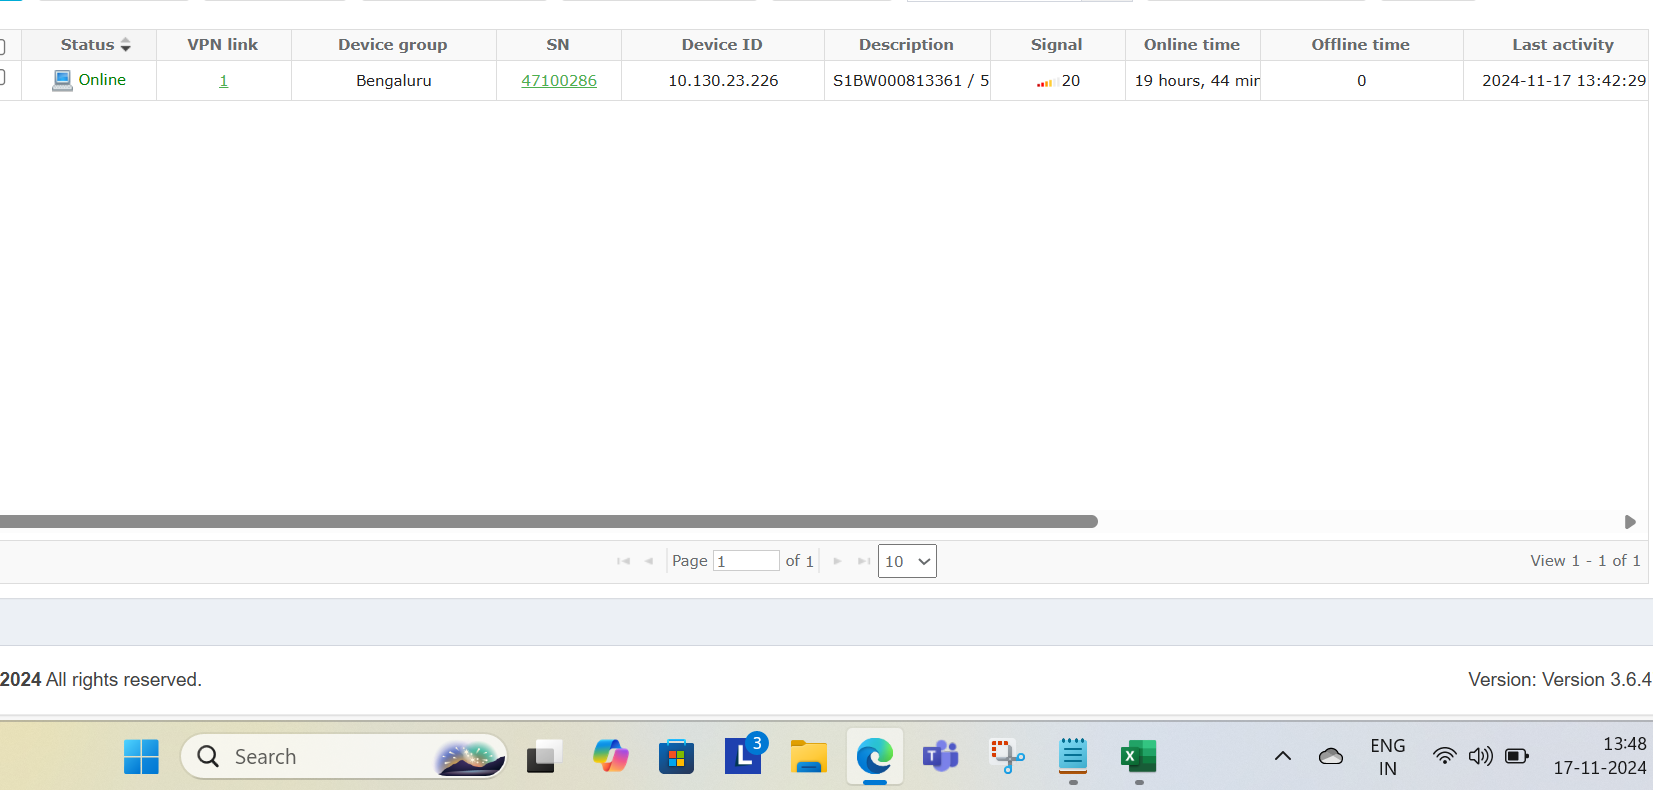 Status VPN link Device group SN Device ID Description Signal Online time Offline time Last activity
Online 1 Bengaluru 47100286 10.130.23.226 S1BW000813361 / 5 20 19 hours, 44 min 0 2024-11-17 13:42:29
Page 1 of 1 10 View 1 - 1 of 1
2024 All rights reserved. Version: Version 3.6.4
Search L 3 T X ENG 13:48
IN 17-11-2024